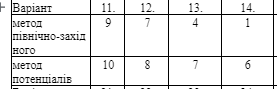 Варіант 11. 12. 13. 14.
метод 9 7 4 1
північно-захід
ного
метод 10 8 7 6
потенціалів